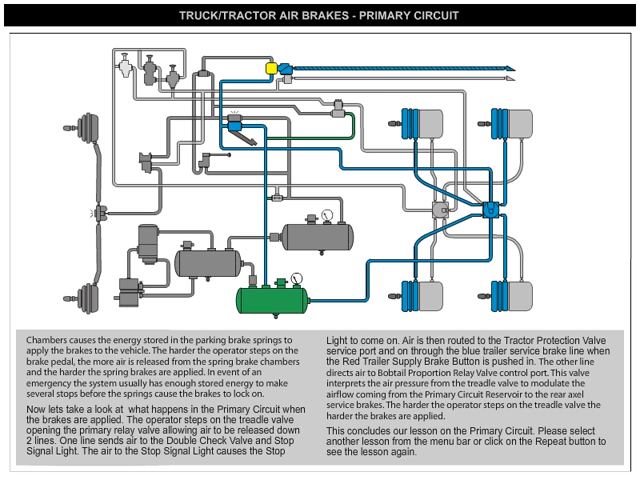 TRUCK/TRACTOR AIR BRAKES - PRIMARY CIRCUIT
Chambers causes the energy stored in the parking brake springs to
apply the brakes to the vehicle. The harder the operator steps on the
brake pedal, the more air is released from the spring brake chambers
and the harder the spring brakes are applied. In event of an
emergency the system usually has enough stored energy to make
several stops before the springs cause the brakes to lock on.
Now lets take a look at what happens in the Primary Circuit when
the brakes are applied. The operator steps on the treadle valve
opening the primary relay valve allowing air to be released down
2 lines. One line sends air to the Double Check Valve and Stop
Signal Light. The air to the Stop Signal Light causes the Stop
Light to come on. Air is then routed to the Tractor Protection Valve
service port and on through the blue trailer service brake line when
the Red Trailer Supply Brake Button is pushed in. The other line
directs air to Bobtail Proportion Relay Valve control port. This valve
interprets the air pressure from the treadle valve to modulate the
airflow coming from the Primary Circuit Reservoir to the rear axel
service brakes. The harder the operator steps on the treadle valve the
harder the brakes are applied.
This concludes our lesson on the Primary Circuit. Please select
another lesson from the menu bar or click on the Repeat button to
see the lesson again.